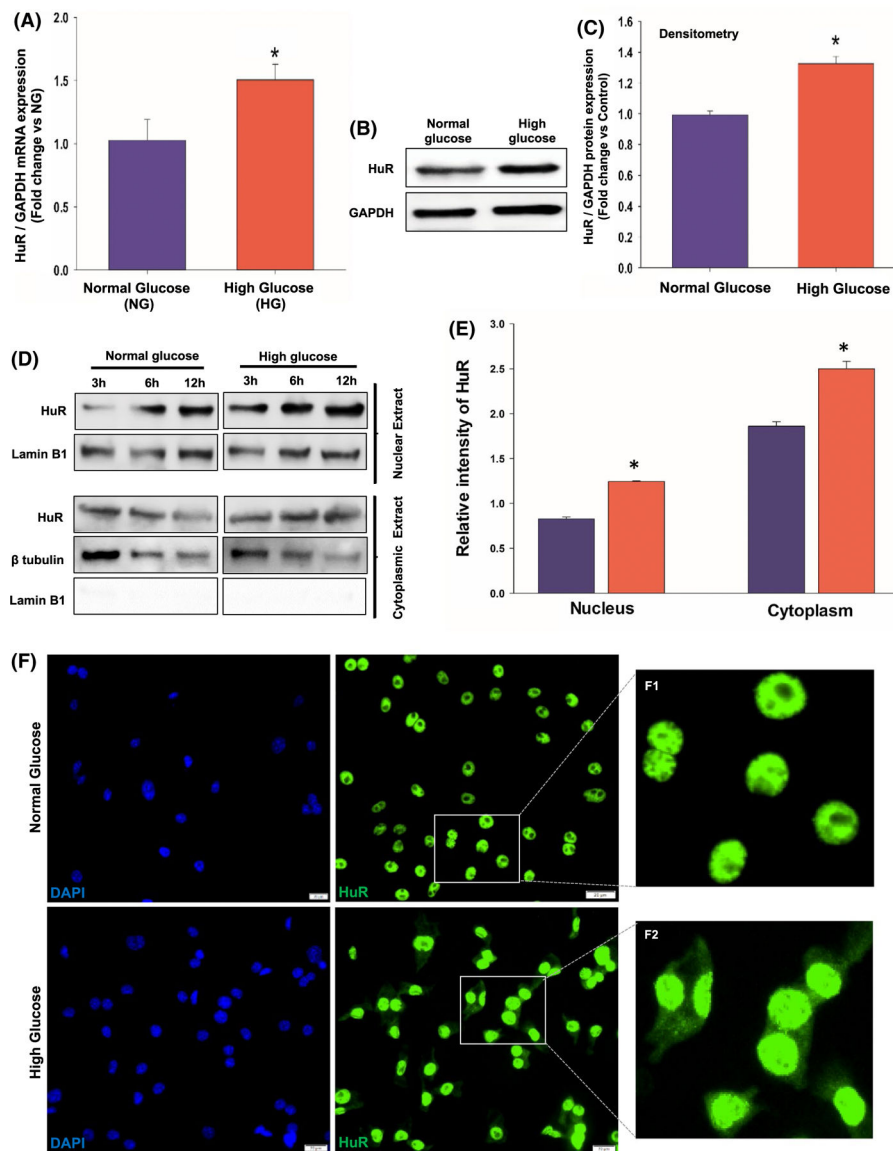 (A)
HuR / GAPDH mRNA expression
(Fold change vs NG)
2.0
1.5
1.0
0.5
0.0
*
Normal Glucose
(NG)
High Glucose
(HG)
(B)
Normal
glucose
High
glucose
HuR
GAPDH
(C)
Densitometry
HuR / GAPDH protein expression
(Fold change vs Control)
1.6
1.4
1.2
1.0
0.8
0.6
0.4
0.2
0.0
*
Normal Glucose
High Glucose
(D)
Normal glucose
High glucose
3h 6h 12h
3h 6h 12h
HuR
Lamin B1
Nuclear Extract
HuR
β tubulin
Lamin B1
Cytoplasmic Extract
(E)
Relative intensity of HuR
3.0
2.5
2.0
1.5
1.0
0.5
0.0
*
*
Nucleus
Cytoplasm
(F)
Normal Glucose
DAPI
HuR
F1
High Glucose
DAPI
HuR
F2